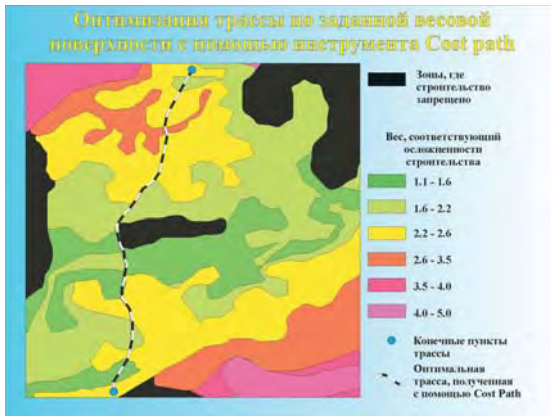 Оптимизация трассы по заданной весовой
поверхности с помощью инструмента Cost path
Зоны, где
строительство
запрещено
Вес, соответствующий
осложненности
строительства
1.1 - 1.6
1.6 - 2.2
2.2 - 2.6
2.6 - 3.5
3.5 - 4.0
4.0 - 5.0
Конечные пункты
трассы
Оптимальная
трасса, полученная
с помощью Cost Path